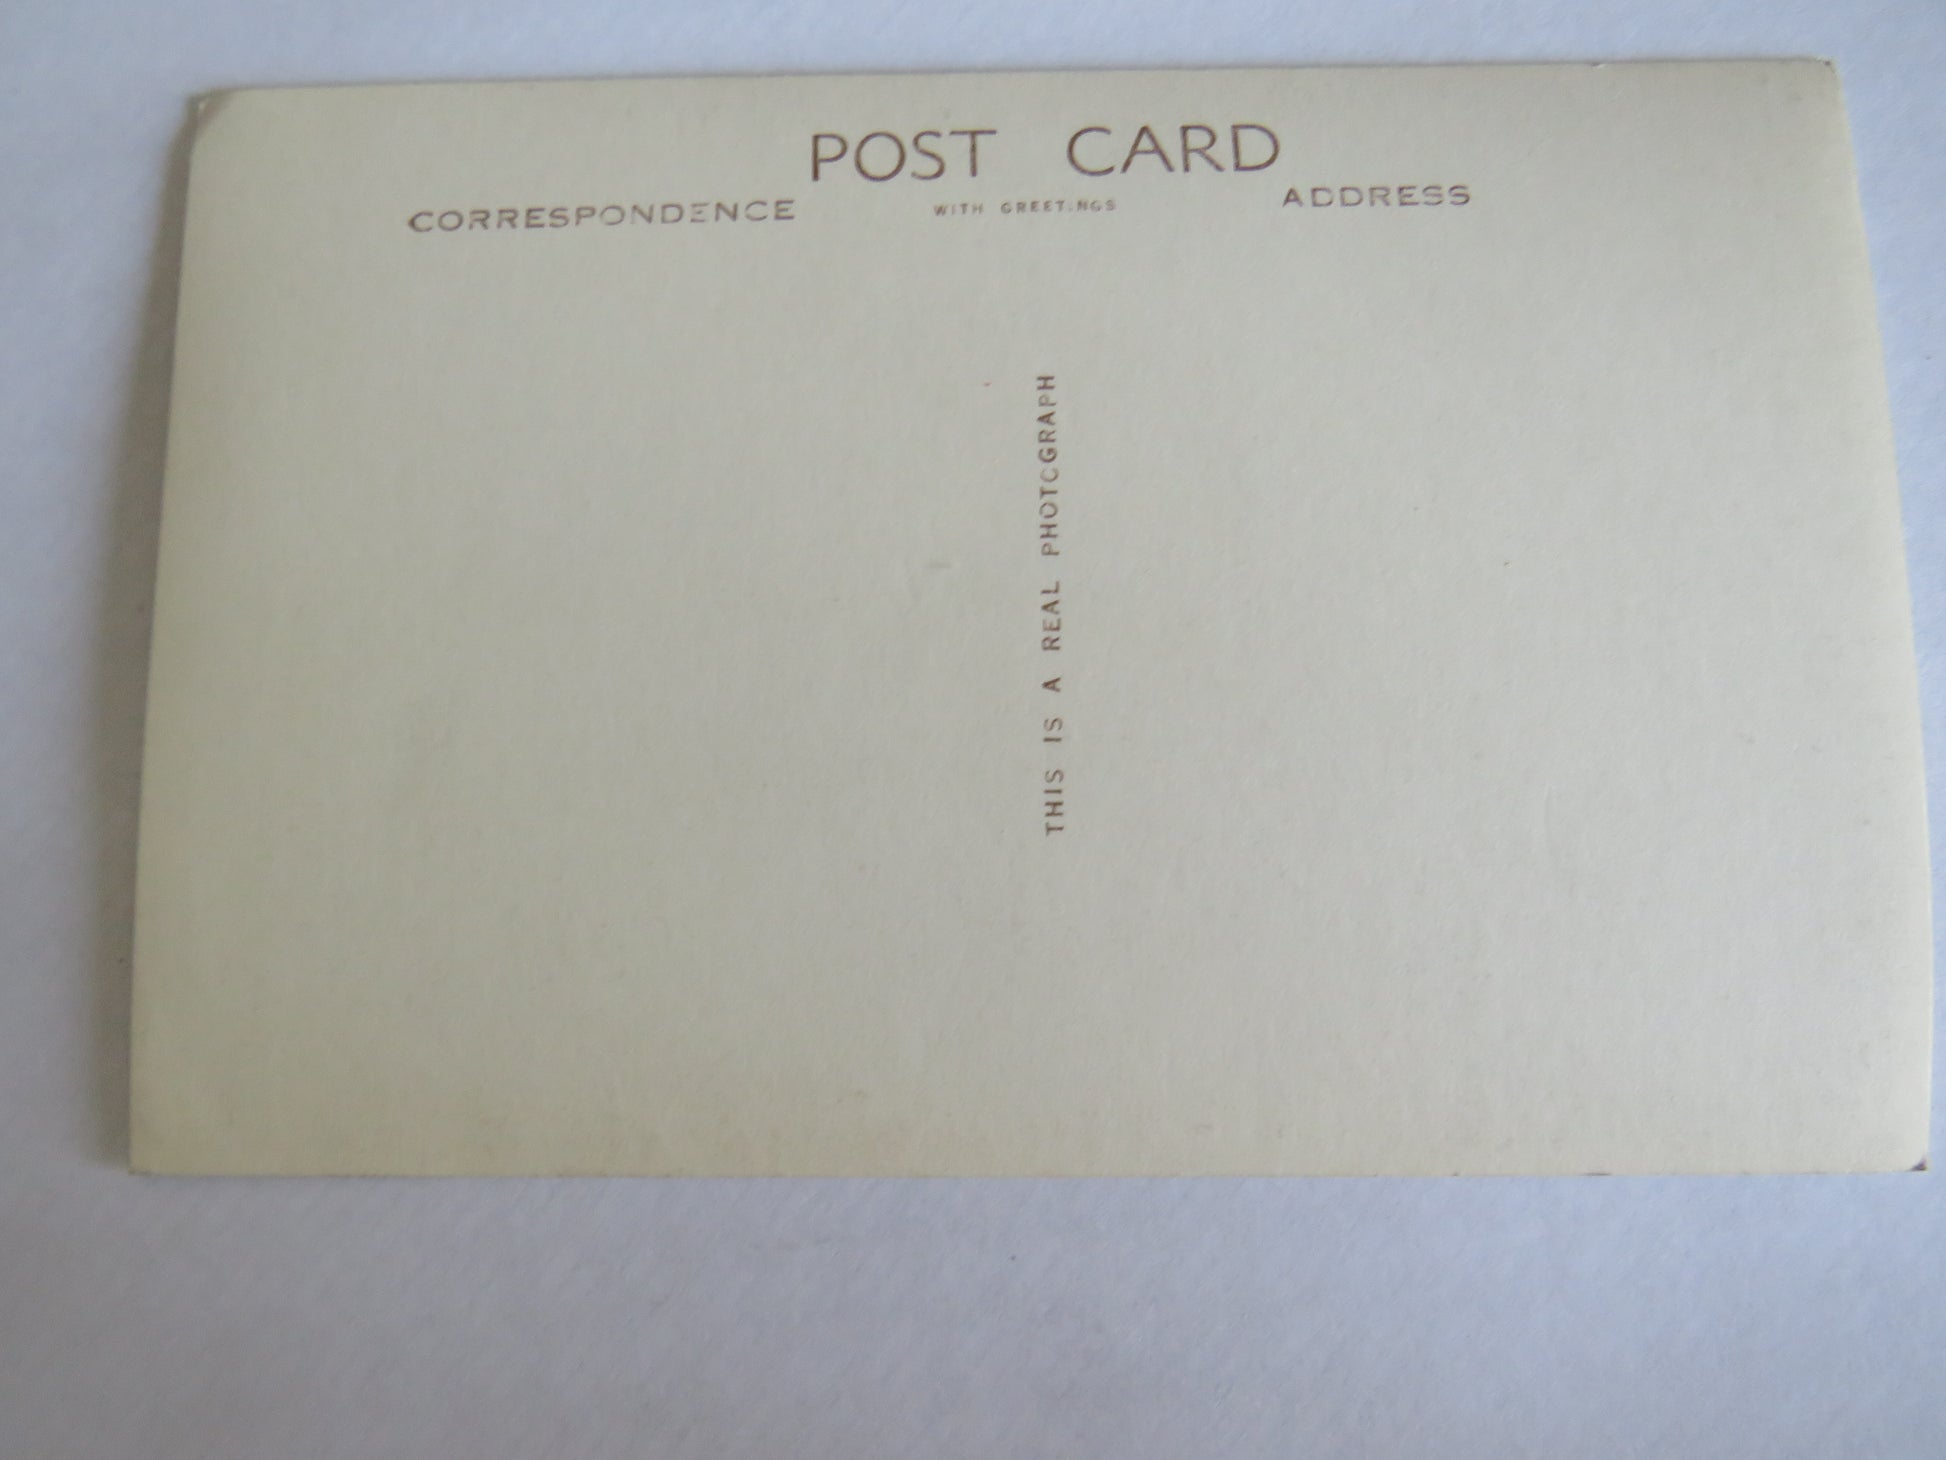 POST CARD
CORRESPONDENCE
WITH GREETINGS
ADDRESS
THIS IS A REAL PHOTOGRAPH